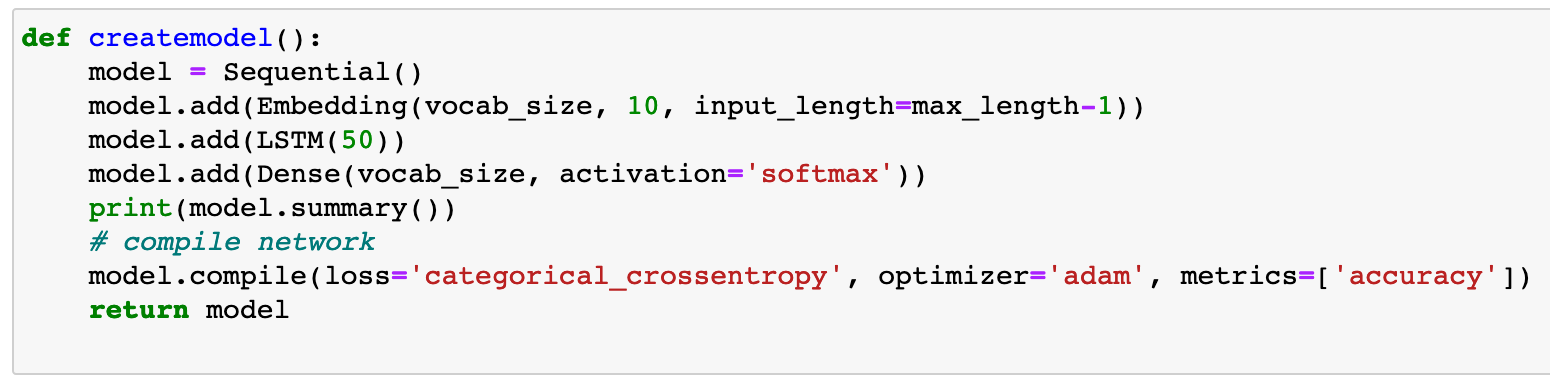 def createmodel():
    model = Sequential()
    model.add(Embedding(vocab_size, 10, input_length=max_length-1))
    model.add(LSTM(50))
    model.add(Dense(vocab_size, activation='softmax'))
    print(model.summary())
    # compile network
    model.compile(loss='categorical_crossentropy', optimizer='adam', metrics=['accuracy'])
    return model